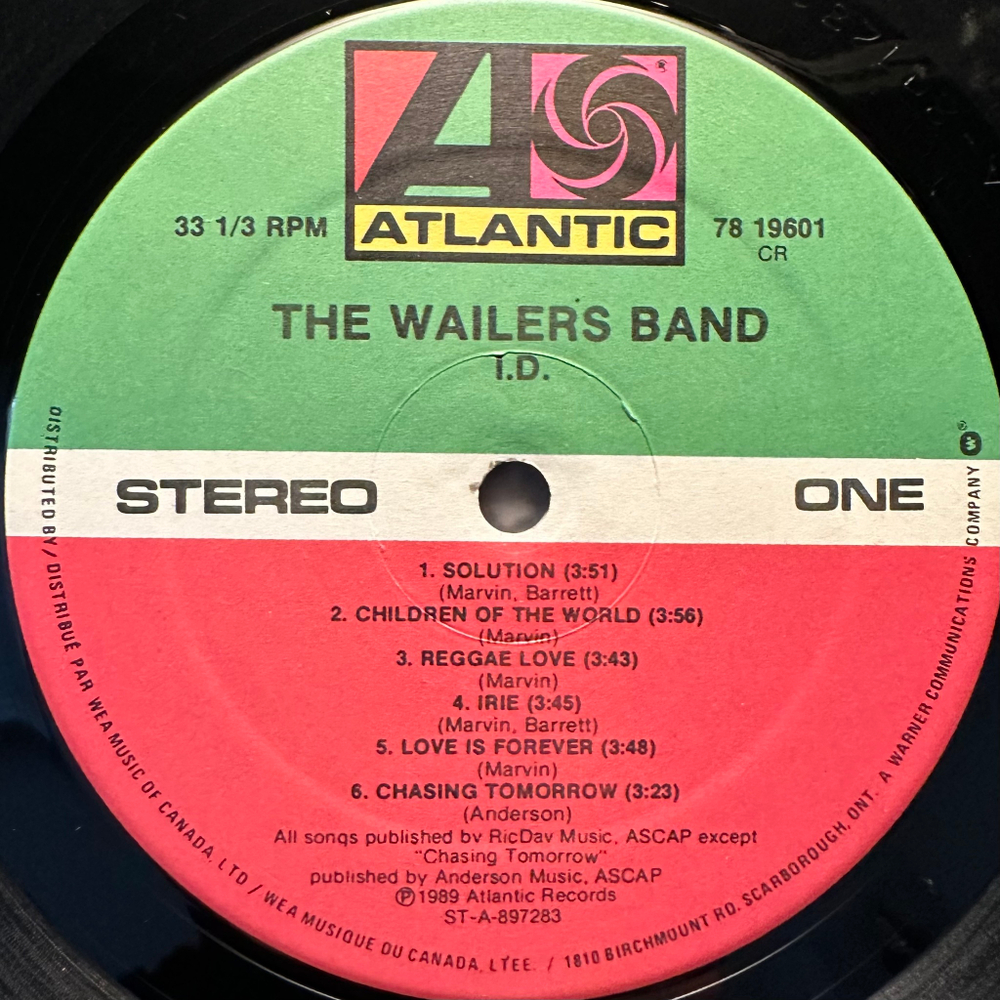 ATLANTIC
33 1/3 RPM
78 19601
CR
THE WAILERS BAND
I.D.
STEREO
ONE
1. SOLUTION (3:51)
(Marvin, Barrett)
2. CHILDREN OF THE WORLD (3:56)
(Marvin)
3. REGGAE LOVE (3:43)
(Marvin)
4. IRIE (3:45)
(Marvin, Barrett)
5. LOVE IS FOREVER (3:48)
(Marvin)
6. CHASING TOMORROW (3:23)
(Anderson)
All songs published by RicDav Music, ASCAP except
"Chasing Tomorrow"
published by Anderson Music, ASCAP
℗1989 Atlantic Records
ST-A-897283
DISTRIBUTED BY / DISTRIBUÉ PAR WEA MUSIC OF CANADA, LTD / WEA MUSIQUE DU CANADA, LTEE. / 1810 BIRCHMOUNT RD. SCARBOROUGH, ONT. A WARNER COMMUNICATIONS COMPANY